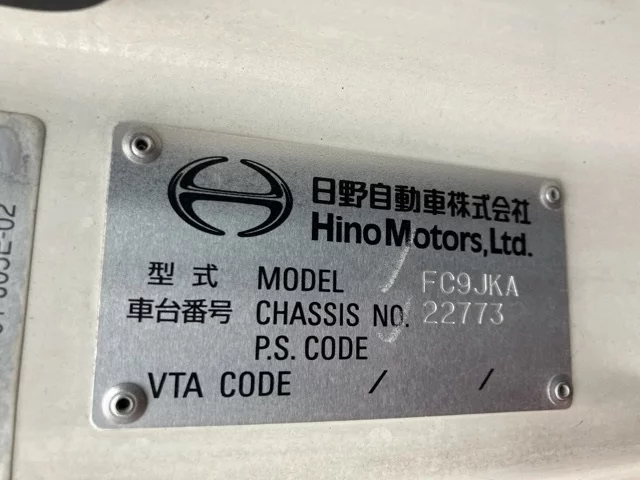 日野自動車株式会社
Hino Motors, Ltd.
型式 MODEL FC9JKA
車台番号 CHASSIS NO. 22773
P.S. CODE
VTA CODE / /